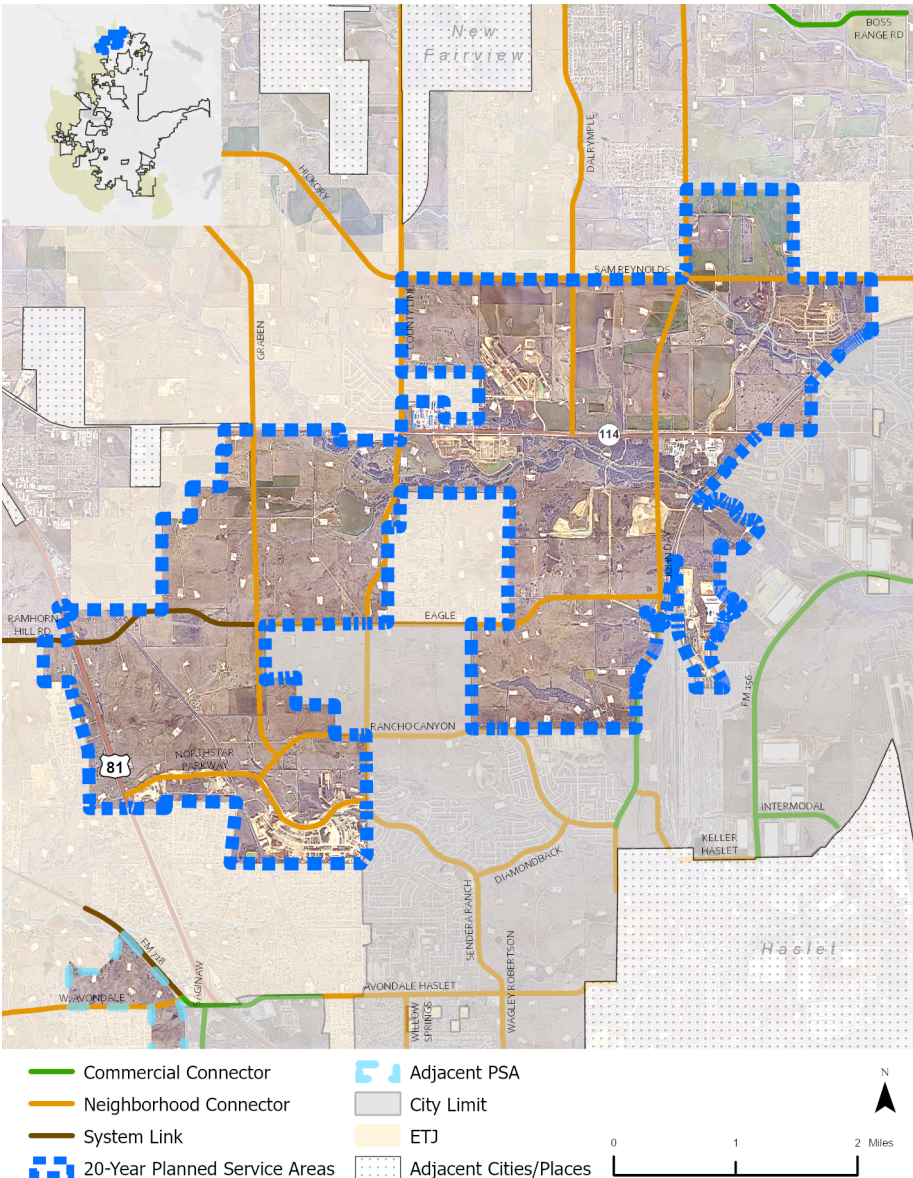 New
Fairview
BOSS
RANGE RD
DALRYMPLE
HICKORY
SAM REYNOLDS
COUNTY LINE
GRABEN
114
JOHN DAY
EAGLE
RAMHORN
HILL RD
FM 156
RANCHO CANYON
NORTHSTAR
PARKWAY
81
INTERMODAL
KELLER
HASLET
DIAMONDBACK
SENDERA RANCH
WAGLEY ROBERTSON
Haslet
FM 718
SAGINAW
W. AVONDALE
AVONDALE HASLET
WILLOW
SPRINGS
Commercial Connector
Neighborhood Connector
System Link
20-Year Planned Service Areas
Adjacent PSA
City Limit
ETJ
Adjacent Cities/Places
N
0 1 2 Miles